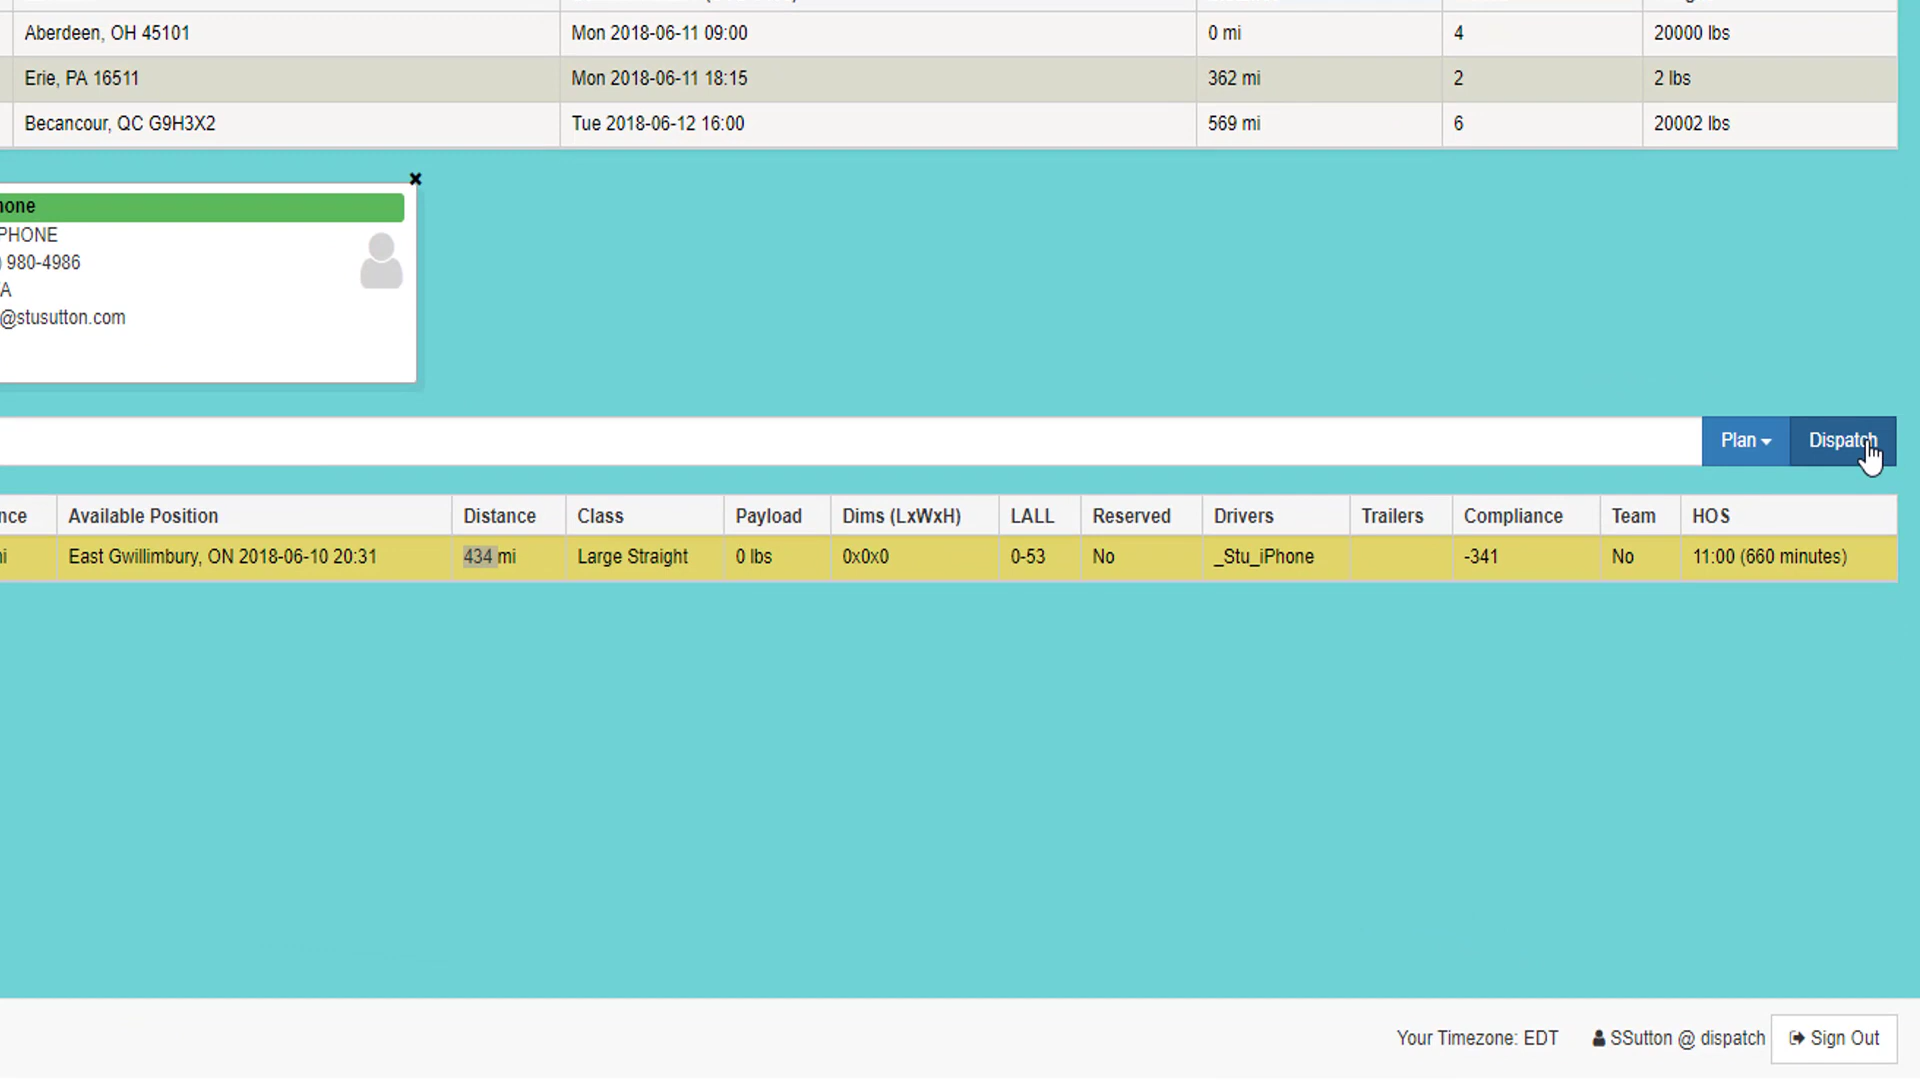 Aberdeen, OH 45101 Mon 2018-06-11 09:00 0 mi 4 20000 lbs
Erie, PA 16511 Mon 2018-06-11 18:15 362 mi 2 2 lbs
Becancour, QC G9H3X2 Tue 2018-06-12 16:00 569 mi 6 20002 lbs
hone
PHONE
) 980-4986
/A
@stusutton.com
Plan Dispatch
nce Available Position Distance Class Payload Dims (LxWxH) LALL Reserved Drivers Trailers Compliance Team HOS
mi East Gwillimbury, ON 2018-06-10 20:31 434 mi Large Straight 0 lbs 0x0x0 0-53 No _Stu_iPhone -341 No 11:00 (660 minutes)
Your Timezone: EDT SSutton @ dispatch Sign Out